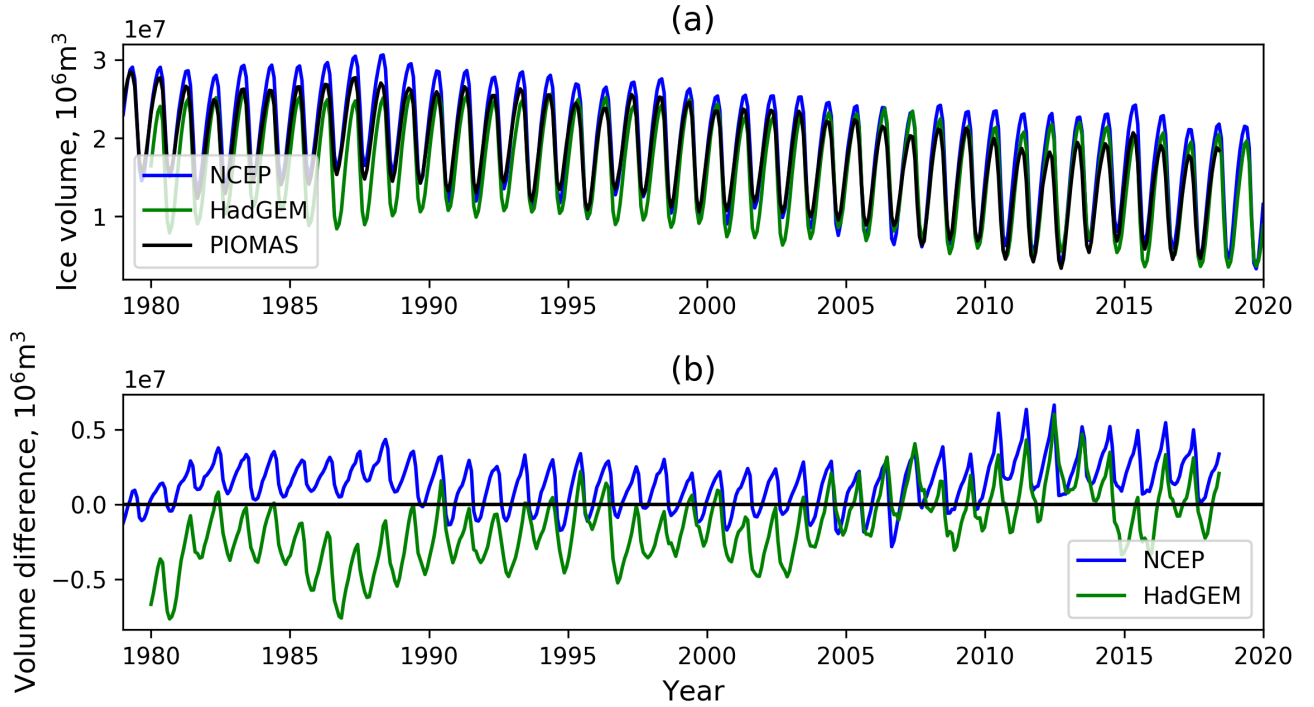 (a)
1e7
Ice volume, 10⁶m³
3
2
1
NCEP
HadGEM
PIOMAS
1980 1985 1990 1995 2000 2005 2010 2015 2020
(b)
1e7
Volume difference, 10⁶m³
0.5
0.0
−0.5
NCEP
HadGEM
1980 1985 1990 1995 2000 2005 2010 2015 2020
Year